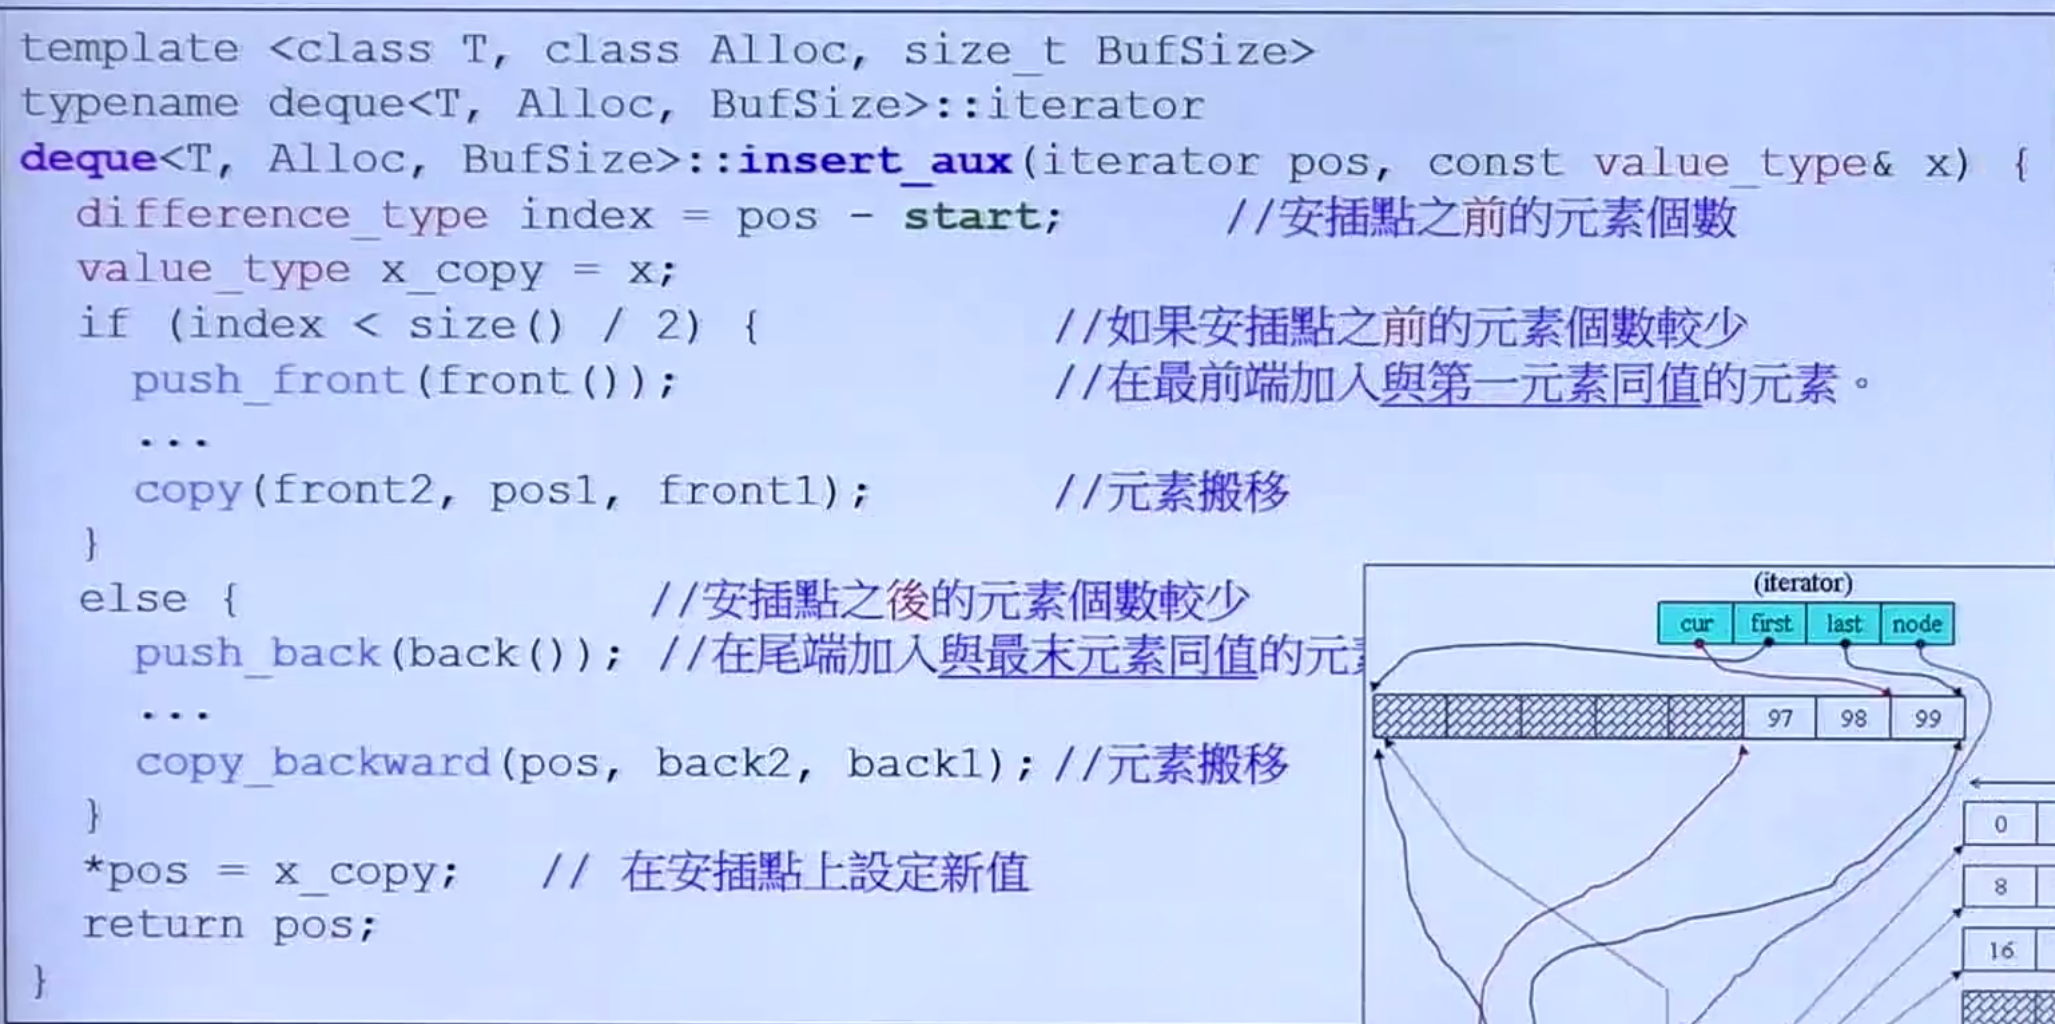 template <class T, class Alloc, size_t BufSize>
typename deque<T, Alloc, BufSize>::iterator
deque<T, Alloc, BufSize>::insert_aux(iterator pos, const value_type& x) {
difference_type index = pos - start; //安插點之前的元素個數
value_type x_copy = x;
if (index < size() / 2) { //如果安插點之前的元素個數較少
push_front(front()); //在最前端加入與第一元素同值的元素。
...
copy(front2, pos1, front1); //元素搬移
}
else { //安插點之後的元素個數較少
push_back(back()); //在尾端加入與最末元素同值的元
...
copy_backward(pos, back2, back1); //元素搬移
}
*pos = x_copy; // 在安插點上設定新值
return pos;
}
(iterator)
cur first last node
97 98 99
0
8
16